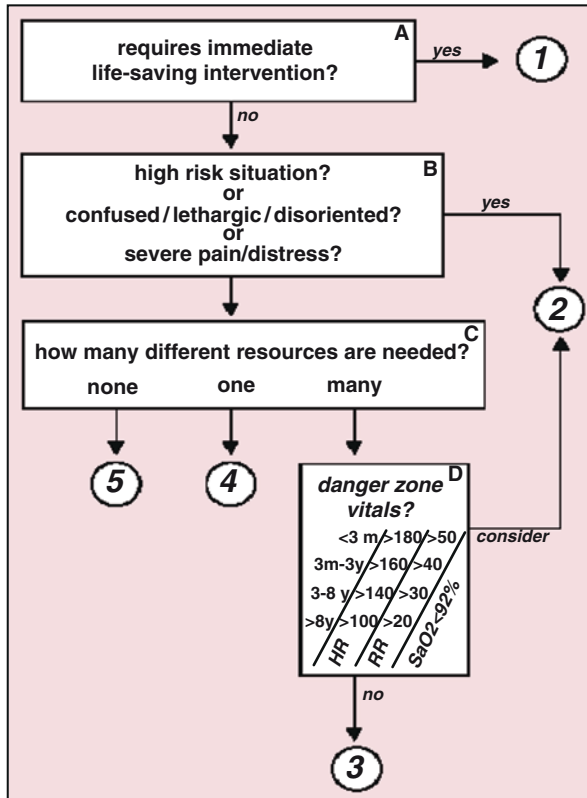 A
requires immediate
life-saving intervention?
yes
1
no
B
high risk situation?
or
confused/lethargic/disoriented?
or
severe pain/distress?
yes
2
C
how many different resources are needed?
none one many
5 4
D
danger zone
vitals?
<3 m >180 >50
3m-3y >160 >40
3-8 y >140 >30
>8y >100 >20
HR RR SaO2<92%
consider
no
3